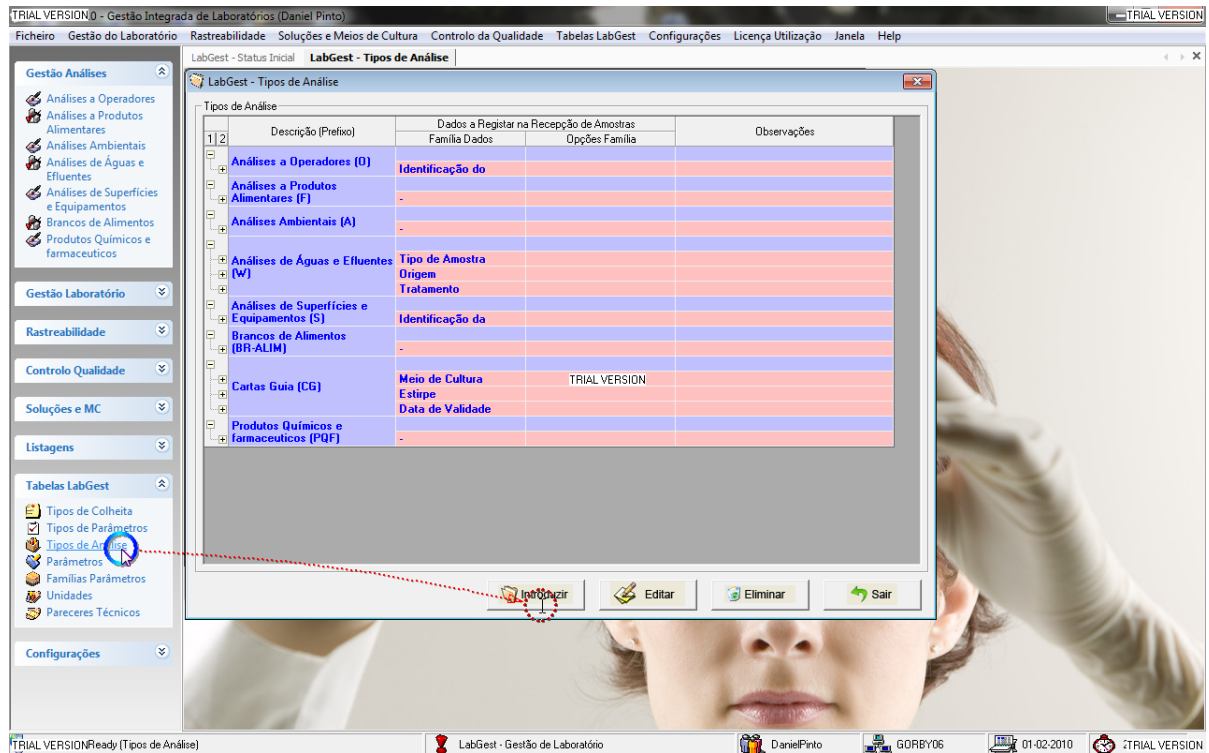 TRIAL VERSION.0 - Gestão Integrada de Laboratórios (Daniel Pinto)
TRIAL VERSION
Ficheiro Gestão do Laboratório Rastreabilidade Soluções e Meios de Cultura Controlo da Qualidade Tabelas LabGest Configurações Licença Utilização Janela Help
LabGest - Status Inicial LabGest - Tipos de Análise
Gestão Análises
Análises a Operadores
Análises a Produtos
Alimentares
Análises Ambientais
Análises de Águas e
Efluentes
Análises de Superfícies
e Equipamentos
Brancos de Alimentos
Produtos Químicos e
farmaceuticos
Gestão Laboratório
Rastreabilidade
Controlo Qualidade
Soluções e MC
Listagens
Tabelas LabGest
Tipos de Colheita
Tipos de Parâmetros
Tipos de Análise
Parâmetros
Famílias Parâmetros
Unidades
Pareceres Técnicos
Configurações
LabGest - Tipos de Análise
Tipos de Análise
1 2 Descrição (Prefixo) Dados a Registar na Recepção de Amostras Observações
Família Dados Opções Família
Análises a Operadores (O)
Identificação do
Análises a Produtos
Alimentares (F)
-
Análises Ambientais (A)
-
Análises de Águas e Efluentes
(W)
Tipo de Amostra
Origem
Tratamento
Análises de Superfícies e
Equipamentos (S)
Identificação da
Brancos de Alimentos
(BR-ALIM)
-
Cartas Guia (CG)
Meio de Cultura
TRIAL VERSION
Estirpe
Data de Validade
Produtos Químicos e
farmaceuticos (PQF)
-
Introduzir Editar Eliminar Sair
TRIAL VERSIONReady (Tipos de Análise) LabGest - Gestão de Laboratório DanielPinto GORBY06 01-02-2010 TRIAL VERSION